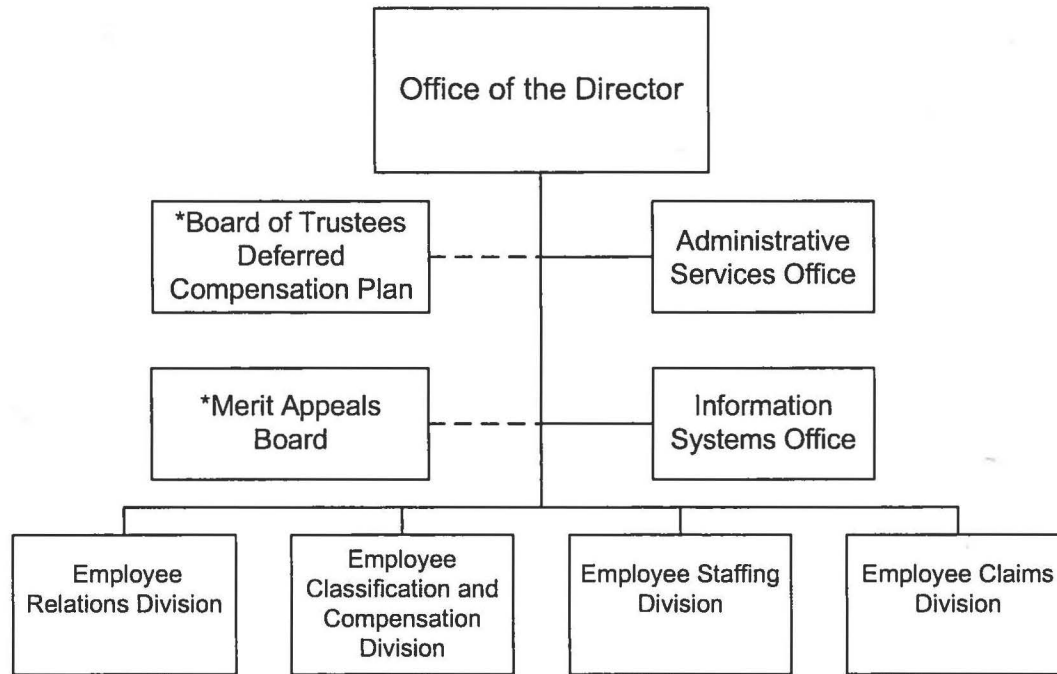 Office of the Director
*Board of Trustees
Deferred
Compensation Plan
Administrative
Services Office
*Merit Appeals
Board
Information
Systems Office
Employee
Relations Division
Employee
Classification and
Compensation
Division
Employee Staffing
Division
Employee Claims
Division